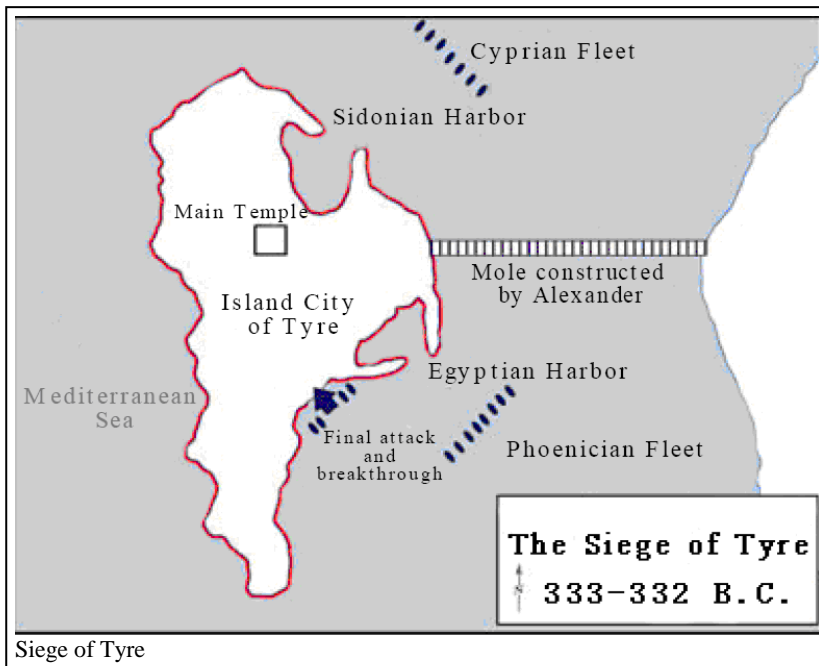 Cyprian Fleet
Sidonian Harbor
Main Temple
Mole constructed
by Alexander
Island City
of Tyre
Egyptian Harbor
Mediterranean
Sea
Final attack
and
breakthrough
Phoenician Fleet
The Siege of Tyre
N
333-332 B.C.
Siege of Tyre